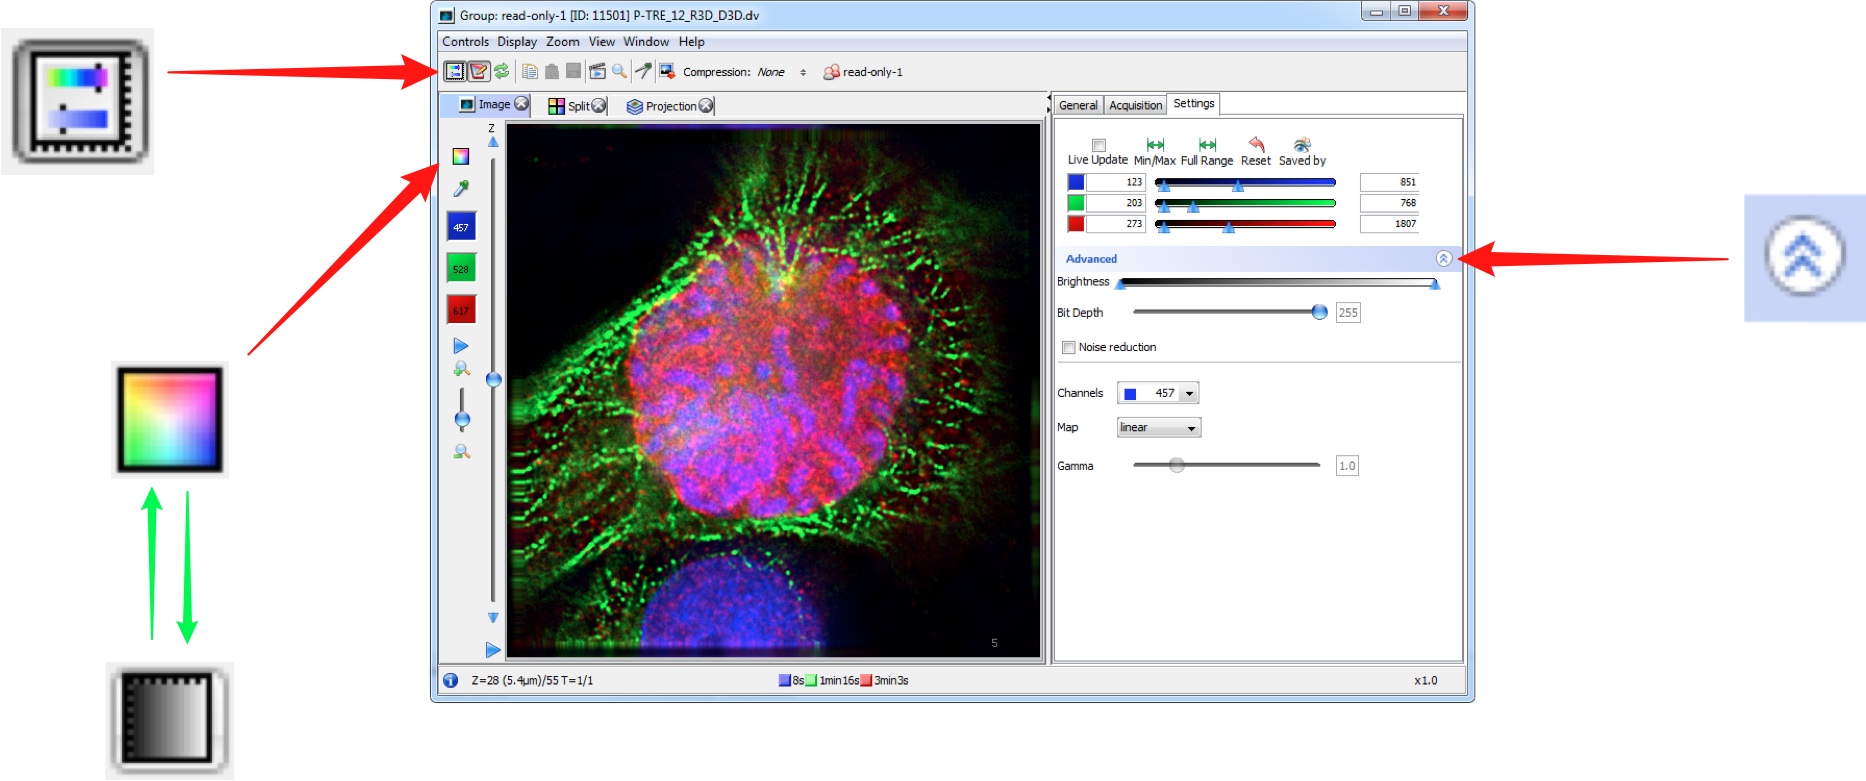 Group: read-only-1 [ID: 11501] P-TRE_12_R3D_D3D.dv
Controls Display Zoom View Window Help
Compression: None read-only-1
Image Split Projection
General Acquisition Settings
Z
Live Update Min/Max Full Range Reset Saved by
123 851
203 768
273 1807
457
528
617
Advanced
Brightness
Bit Depth 255
Noise reduction
Channels 457
Map linear
Gamma 1.0
5
Z=28 (5.4µm)/55 T=1/1 8s 1min16s 3min3s x1.0